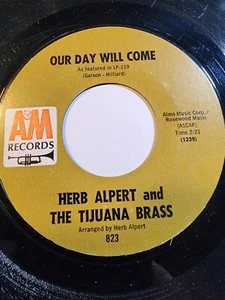 OUR DAY WILL COME
As featured in LP-119
(Garson - Hilliard)
A&M
RECORDS
Almo Music Corp./
Rosewood Music
(ASCAP)
Time 2:21
(1239)
HERB ALPERT and
THE TIJUANA BRASS
Arranged by Herb Alpert
823